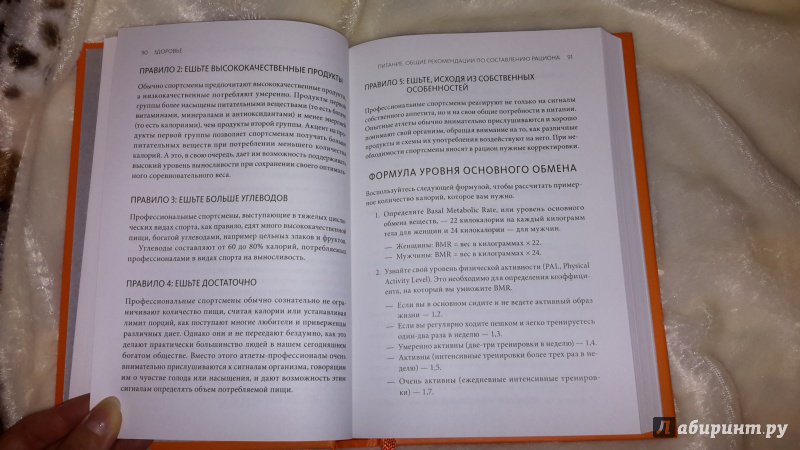 90 ЗДОРОВЬЕ
ПРАВИЛО 2: ЕШЬТЕ ВЫСОКОКАЧЕСТВЕННЫЕ ПРОДУКТЫ
Обычно спортсмены предпочитают высококачественные продукты,
а низкокачественные потребляют умеренно. Продукты первой
группы более насыщены питательными веществами (то есть богаты
витаминами, минералами и антиоксидантами) и менее энергией
(то есть калориями), чем продукты второй группы. Акцент на про-
дукты первой группы позволяет спортсменам получать больше
питательных веществ при потреблении меньшего количества
калорий. А это, в свою очередь, дает им возможность поддерживать
высокий уровень выносливости при сохранении своего оптималь-
ного соревновательного веса.
ПРАВИЛО 3: ЕШЬТЕ БОЛЬШЕ УГЛЕВОДОВ
Профессиональные спортсмены, выступающие в тяжелых цикли-
ческих видах спорта, как правило, едят много высококачественной
пищи, богатой углеводами, например цельных злаков и фруктов.
Углеводы составляют от 60 до 80% калорий, потребляемых
профессионалами в видах спорта на выносливость.
ПРАВИЛО 4: ЕШЬТЕ ДОСТАТОЧНО
Профессиональные спортсмены обычно сознательно не огра-
ничивают количество пищи, считая калории или устанавливая
лимит порций, как поступают многие любители и приверженцы
различных диет. Однако они и не переедают бездумно, как это
делают практически большинство людей в нашем сегодняшнем
богатом обществе. Вместо этого атлеты-профессионалы очень
внимательно прислушиваются к сигналам организма, говорящим
им о чувстве голода или насыщения, и дают возможность этим
сигналам определять объем потребляемой пищи.
ПИТАНИЕ. ОБЩИЕ РЕКОМЕНДАЦИИ ПО СОСТАВЛЕНИЮ РАЦИОНА 91
ПРАВИЛО 5: ЕШЬТЕ, ИСХОДЯ ИЗ СОБСТВЕННЫХ
ОСОБЕННОСТЕЙ
Профессиональные спортсмены реагируют не только на сигналы
собственного аппетита, но и на свои общие потребности в питании.
Опытные атлеты обычно внимательно прислушиваются и хорошо
понимают свой организм, обращая внимание на то, как различные
продукты и схемы их употребления воздействуют на него. При не-
обходимости спортсмены вносят в рацион нужные корректировки.
ФОРМУЛА УРОВНЯ ОСНОВНОГО ОБМЕНА
Воспользуйтесь следующей формулой, чтобы рассчитать пример-
ное количество калорий, которое вам нужно.
1. Определите Basal Metabolic Rate, или уровень основного
обмена веществ, — 22 килокалории на каждый килограмм
тела для женщин и 24 килокалории — для мужчин.
— Женщины: BMR = вес в килограммах × 22.
— Мужчины: BMR = вес в килограммах × 24.
2. Узнайте свой уровень физической активности (PAL, Physical
Activity Level). Это необходимо для определения коэффици-
ента, на который вы умножите BMR.
— Если вы в основном сидите и не ведет активный образ
жизни — 1,2.
— Если вы регулярно ходите пешком и легко тренируетесь
один-два раза в неделю — 1,3.
— Умеренно активны (две-три тренировки в неделю) — 1,4.
— Активны (интенсивные тренировки более трех раз в не-
делю) — 1,5.
— Очень активны (ежедневные интенсивные трениров-
ки) — 1,7.
Лабиринт.ру